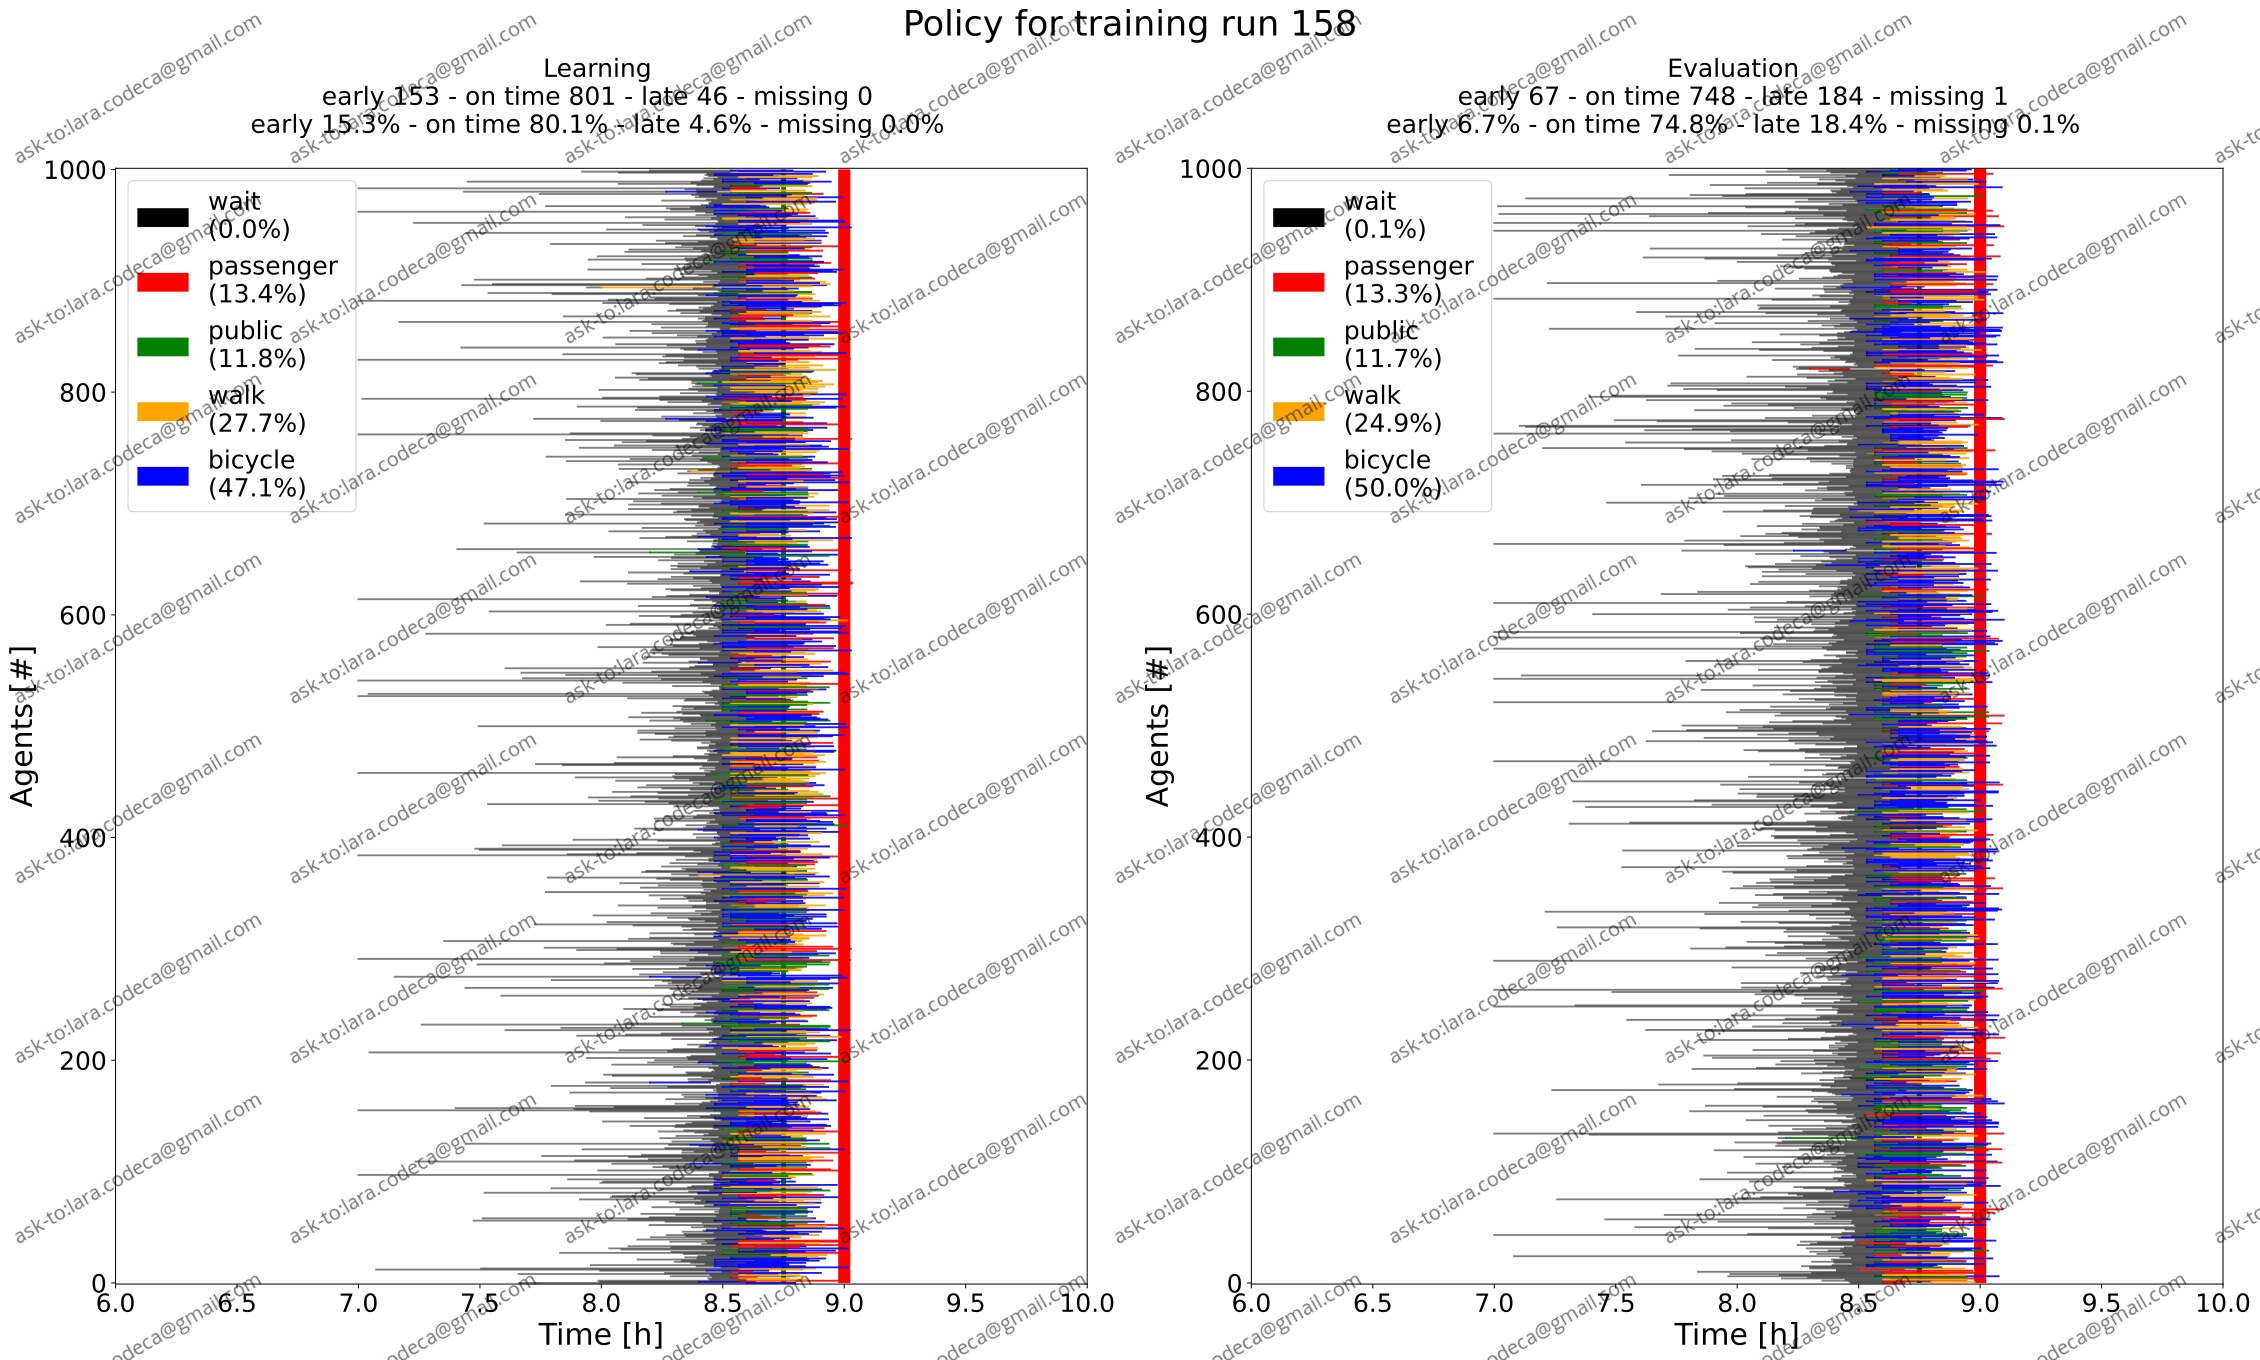 Policy for training run 158
Learning
early 153 - on time 801 - late 46 - missing 0
early 15.3% - on time 80.1% - late 4.6% - missing 0.0%
1000
800
600
400
200
0
Agents [#]
wait
(0.0%)
passenger
(13.4%)
public
(11.8%)
walk
(27.7%)
bicycle
(47.1%)
6.0 6.5 7.0 7.5 8.0 8.5 9.0 9.5 10.0
Time [h]
Evaluation
early 67 - on time 748 - late 184 - missing 1
early 6.7% - on time 74.8% - late 18.4% - missing 0.1%
1000
800
600
400
200
0
Agents [#]
wait
(0.1%)
passenger
(13.3%)
public
(11.7%)
walk
(24.9%)
bicycle
(50.0%)
6.0 6.5 7.0 7.5 8.0 8.5 9.0 9.5 10.0
Time [h]
ask-to:lara.codeca@gmail.com